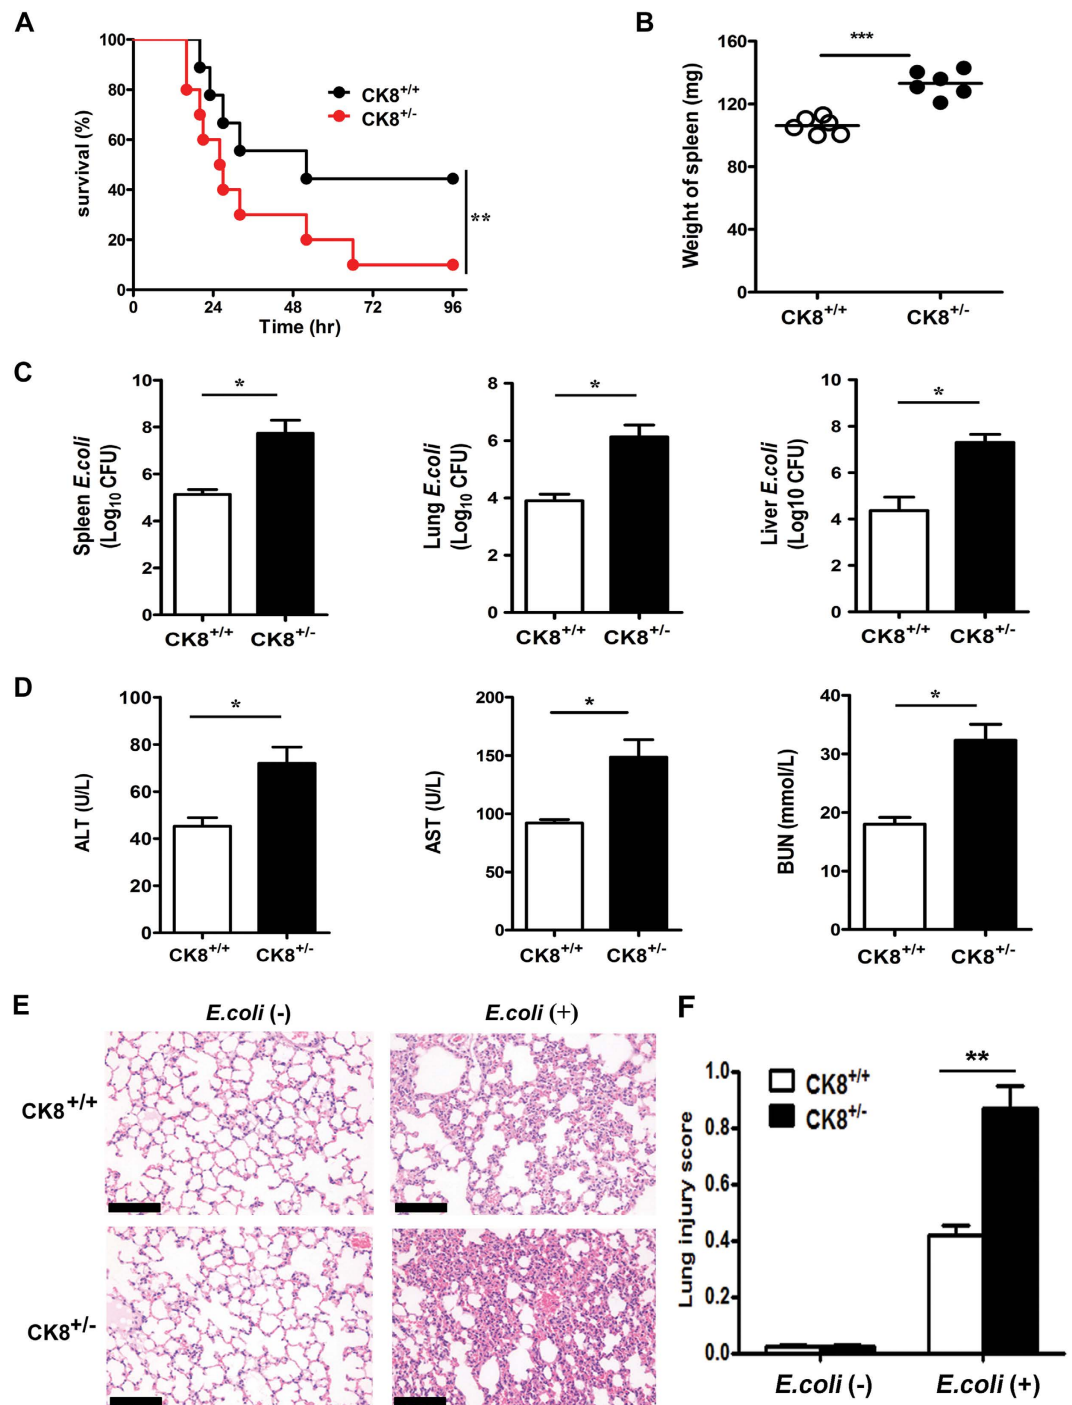 A
100
80
60
40
20
0
survival (%)
0 24 48 72 96
Time (hr)
CK8+/+
CK8+/-
**
B
160
120
80
40
0
Weight of spleen (mg)
***
CK8+/+ CK8+/-
C
10
8
6
4
2
0
Spleen E.coli
(Log10 CFU)
*
CK8+/+ CK8+/-
8
6
4
2
0
Lung E.coli
(Log10 CFU)
*
CK8+/+ CK8+/-
10
8
6
4
2
0
Liver E.coli
(Log10 CFU)
*
CK8+/+ CK8+/-
D
100
80
60
40
20
0
ALT (U/L)
*
CK8+/+ CK8+/-
200
150
100
50
0
AST (U/L)
*
CK8+/+ CK8+/-
40
30
20
10
0
BUN (mmol/L)
*
CK8+/+ CK8+/-
E
E.coli (-) E.coli (+)
CK8+/+
CK8+/-
F
1.0
0.8
0.6
0.4
0.2
0.0
Lung injury score
CK8+/+
CK8+/-
**
E.coli (-) E.coli (+)